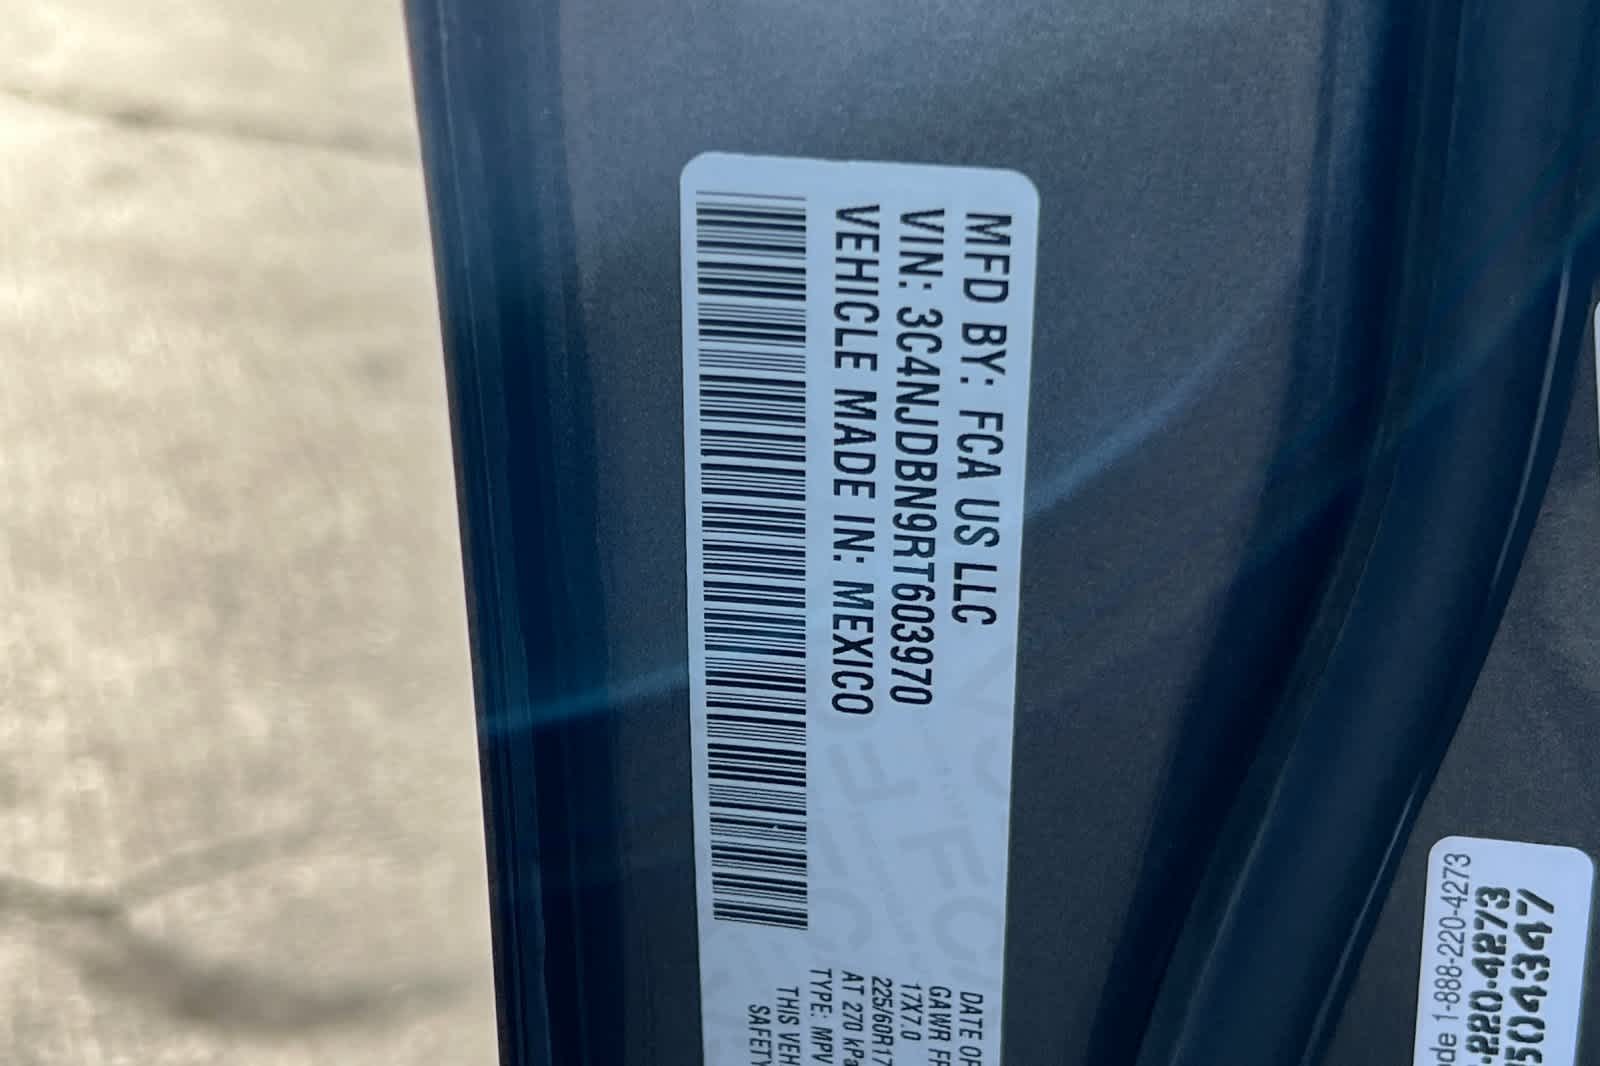 MFD BY: FCA US LLC
VIN: 3C4NJDBN9RT603970
VEHICLE MADE IN: MEXICO
DATE OF
GAWR FR
17X7.0
225/60R17
AT 270 kPa
TYPE: MPV
THIS VEH
SAFETY
1-888-220-4273
220-4273
504347